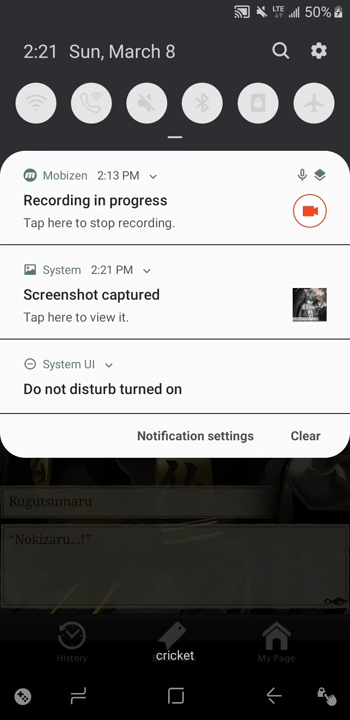 LTE 50%
2:21 Sun, March 8
Mobizen 2:13 PM
Recording in progress
Tap here to stop recording.
System 2:21 PM
Screenshot captured
Tap here to view it.
System UI
Do not disturb turned on
Notification settings Clear
Kugutsumaru
“Nokizaru...!”
History My Page
cricket